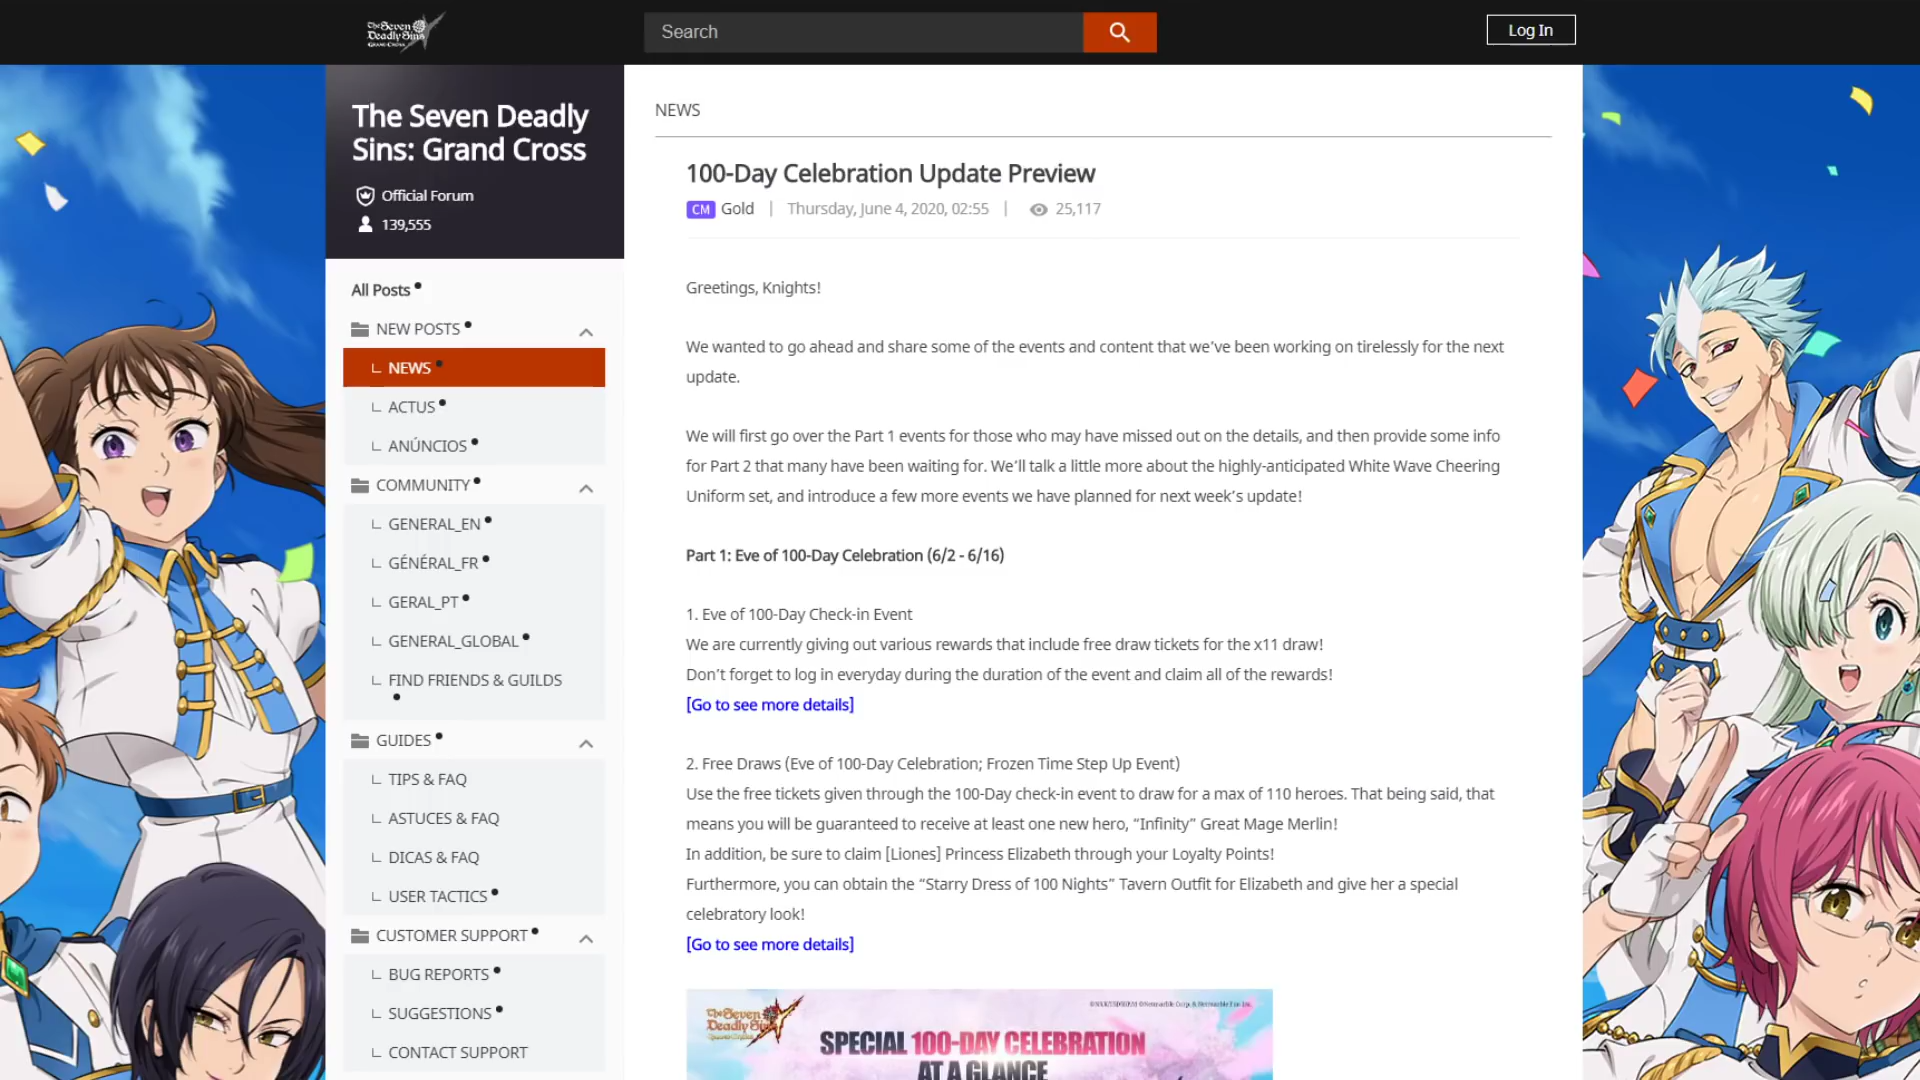 The Seven
Deadly Sins
GRAND CROSS
Search
Log In
The Seven Deadly
Sins: Grand Cross
Official Forum
139,555
All Posts
NEW POSTS
NEWS
ACTUS
ANÚNCIOS
COMMUNITY
GENERAL_EN
GÉNÉRAL_FR
GERAL_PT
GENERAL_GLOBAL
FIND FRIENDS & GUILDS
GUIDES
TIPS & FAQ
ASTUCES & FAQ
DICAS & FAQ
USER TACTICS
CUSTOMER SUPPORT
BUG REPORTS
SUGGESTIONS
CONTACT SUPPORT
NEWS
100-Day Celebration Update Preview
CM Gold | Thursday, June 4, 2020, 02:55 | 25,117
Greetings, Knights!
We wanted to go ahead and share some of the events and content that we've been working on tirelessly for the next
update.
We will first go over the Part 1 events for those who may have missed out on the details, and then provide some info
for Part 2 that many have been waiting for. We'll talk a little more about the highly-anticipated White Wave Cheering
Uniform set, and introduce a few more events we have planned for next week's update!
Part 1: Eve of 100-Day Celebration (6/2 - 6/16)
1. Eve of 100-Day Check-in Event
We are currently giving out various rewards that include free draw tickets for the x11 draw!
Don't forget to log in everyday during the duration of the event and claim all of the rewards!
[Go to see more details]
2. Free Draws (Eve of 100-Day Celebration; Frozen Time Step Up Event)
Use the free tickets given through the 100-Day check-in event to draw for a max of 110 heroes. That being said, that
means you will be guaranteed to receive at least one new hero, “Infinity” Great Mage Merlin!
In addition, be sure to claim [Liones] Princess Elizabeth through your Loyalty Points!
Furthermore, you can obtain the “Starry Dress of 100 Nights” Tavern Outfit for Elizabeth and give her a special
celebratory look!
[Go to see more details]
The Seven
Deadly Sins
SPECIAL 100-DAY CELEBRATION
AT A GLANCE